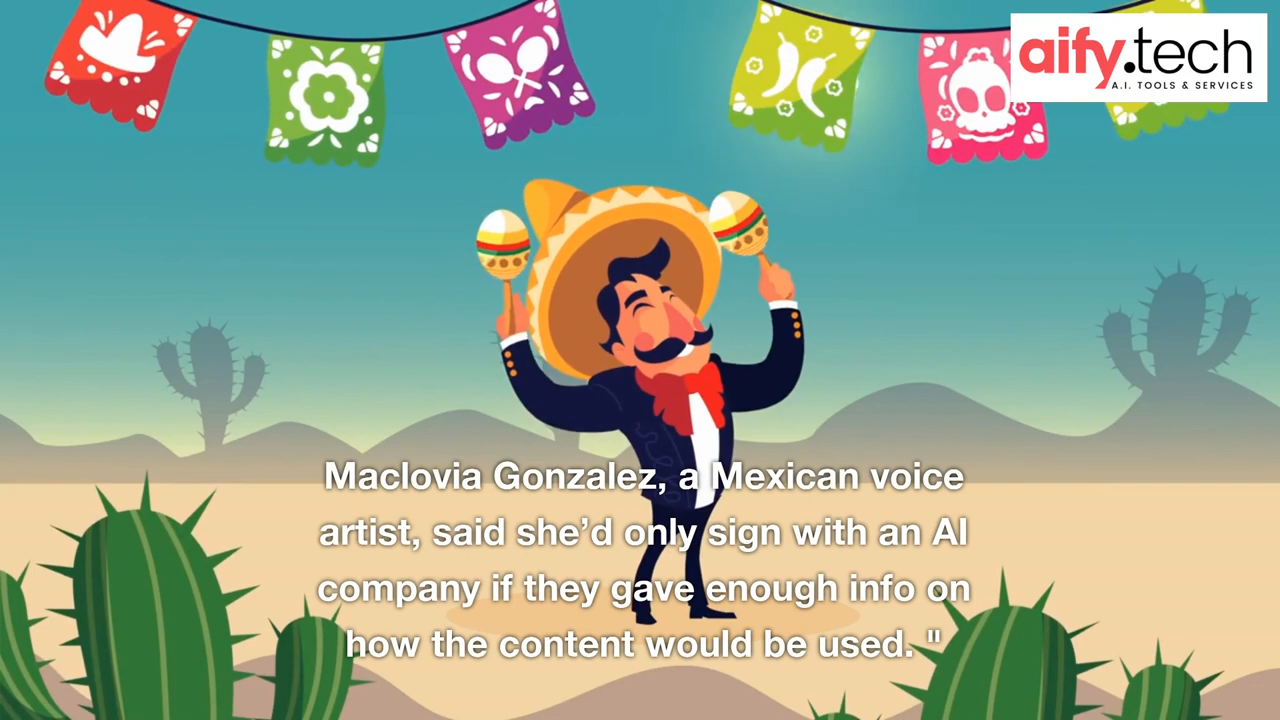 aify.tech
A.I. TOOLS & SERVICES
Maclovia Gonzalez, a Mexican voice
artist, said she’d only sign with an AI
company if they gave enough info on
how the content would be used. "